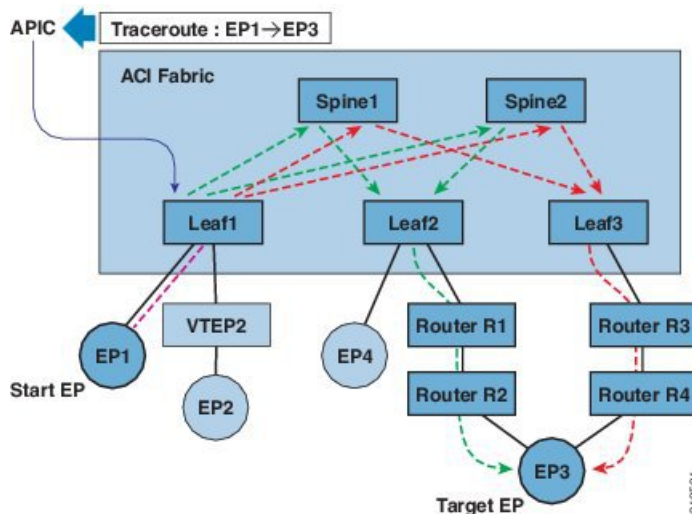 APIC
Traceroute : EP1→EP3
ACI Fabric
Spine1
Spine2
Leaf1
Leaf2
Leaf3
VTEP2
Router R1
Router R3
EP1
EP4
Start EP
EP2
Router R2
Router R4
EP3
Target EP